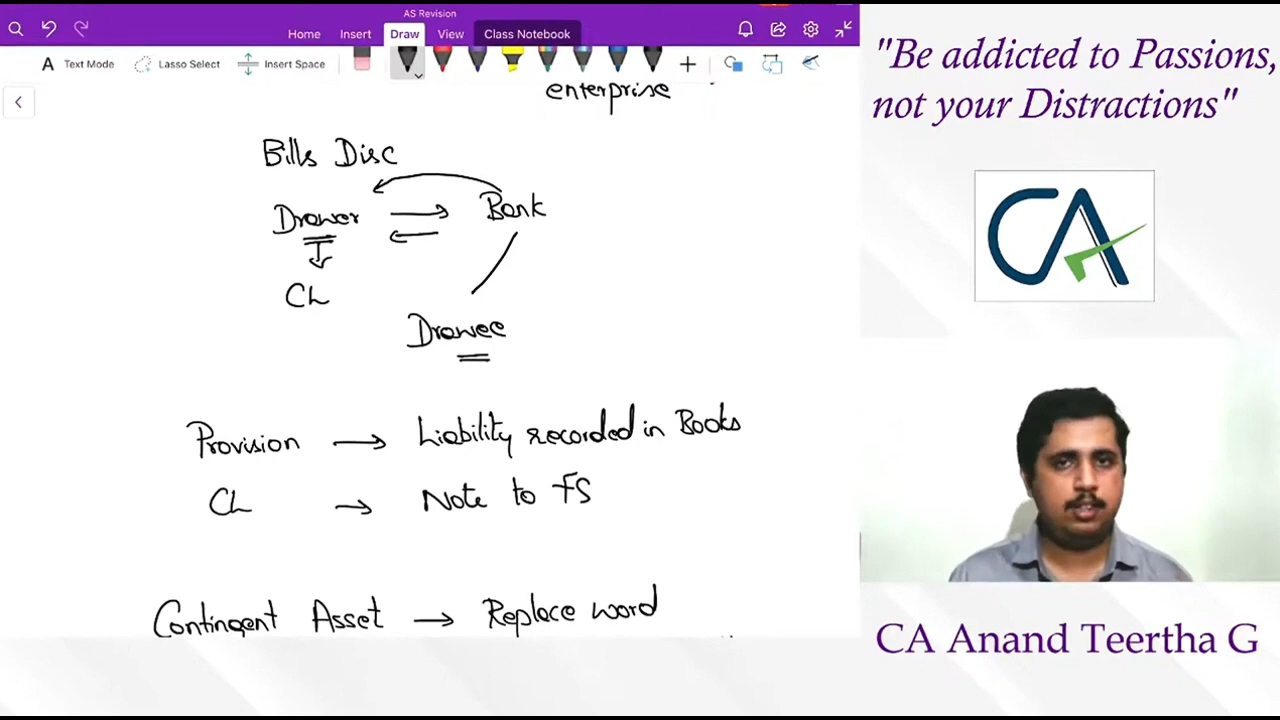 AS Revision
Home Insert Draw View Class Notebook
A Text Mode Lasso Select Insert Space
enterprise
Bills Disc
Drawer Bank
CL
Drawee
Provision → Liability recorded in Books
CL → Note to FS
Contingent Asset → Replace word
"Be addicted to Passions,
not your Distractions"
CA
CA Anand Teertha G